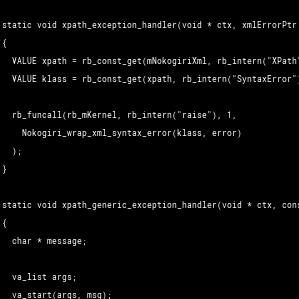 static void xpath_exception_handler(void * ctx, xmlErrorPtr
{
  VALUE xpath = rb_const_get(mNokogiriXml, rb_intern("XPath"
  VALUE klass = rb_const_get(xpath, rb_intern("SyntaxError")
  rb_funcall(rb_mKernel, rb_intern("raise"), 1,
    Nokogiri_wrap_xml_syntax_error(klass, error)
  );
}
static void xpath_generic_exception_handler(void * ctx, cons
{
  char * message;
  va_list args;
  va_start(args, msg);